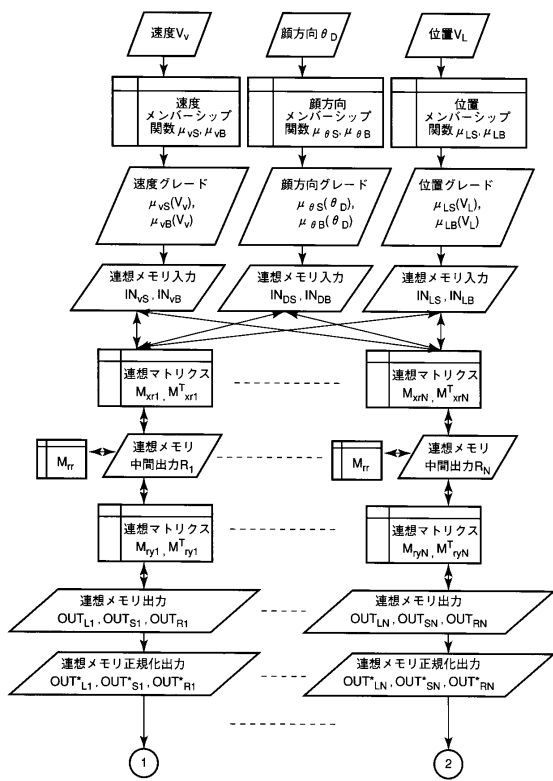 速度Vv
顔方向θD
位置VL
速度
メンバーシップ
関数μvS,μvB
顔方向
メンバーシップ
関数μθS,μθB
位置
メンバーシップ
関数μLS,μLB
速度グレード
μvS(Vv),
μvB(Vv)
顔方向グレード
μθS(θD),
μθB(θD)
位置グレード
μLS(VL),
μLB(VL)
連想メモリ入力
INvS,INvB
連想メモリ入力
INDS,INDB
連想メモリ入力
INLS,INLB
連想マトリクス
Mxr1,MTxr1
連想マトリクス
MxrN,MTxrN
Mrr
連想メモリ
中間出力R1
Mrr
連想メモリ
中間出力RN
連想マトリクス
Mry1,MTry1
連想マトリクス
MryN,MTryN
連想メモリ出力
OUTL1,OUTS1,OUTR1
連想メモリ出力
OUTLN,OUTSN,OUTRN
連想メモリ正規化出力
OUT*L1,OUT*S1,OUT*R1
連想メモリ正規化出力
OUT*LN,OUT*SN,OUT*RN
1
2